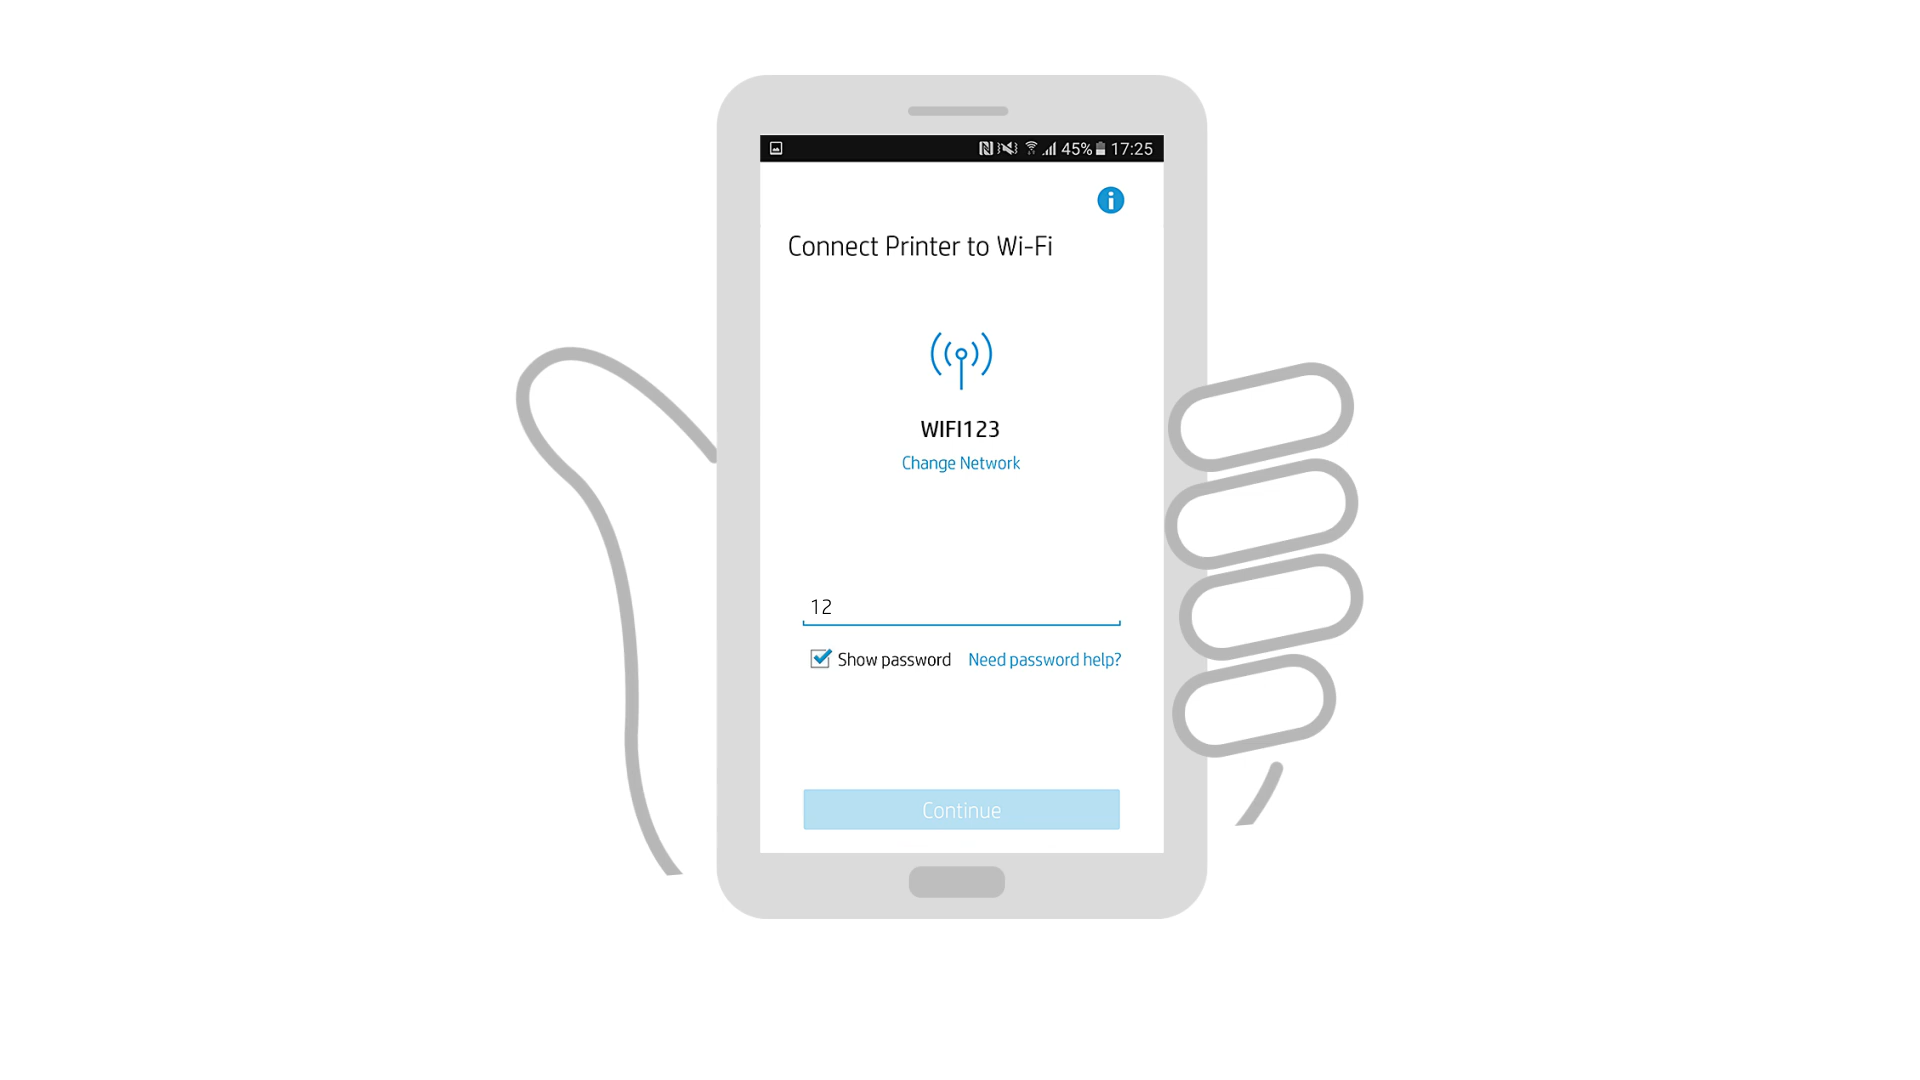 45% 17:25
Connect Printer to Wi-Fi
WIFI123
Change Network
12
Show password Need password help?
Continue